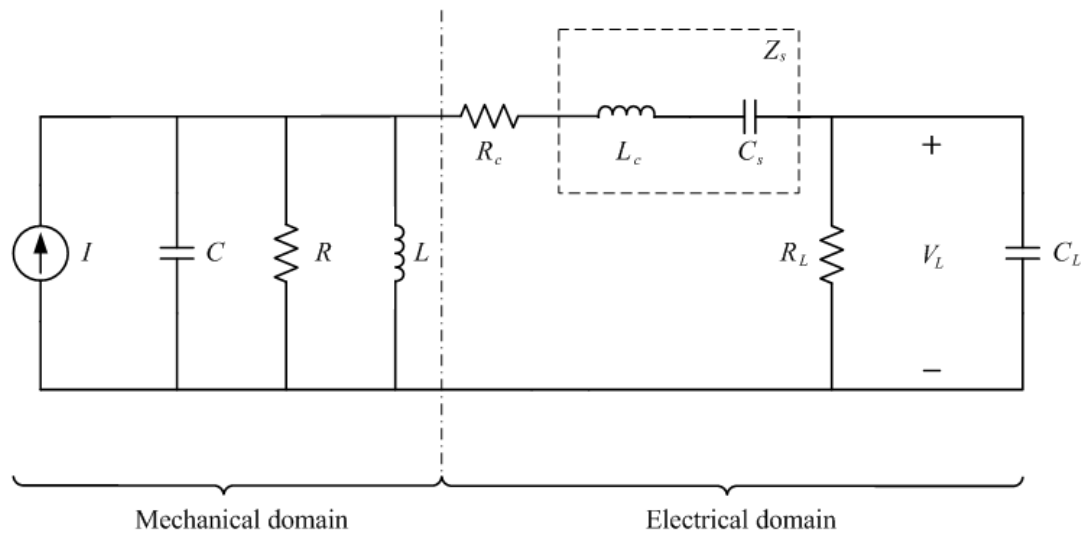 Z_s
R_c
L_c
C_s
+
I
C
R
L
R_L
V_L
C_L
−
Mechanical domain
Electrical domain